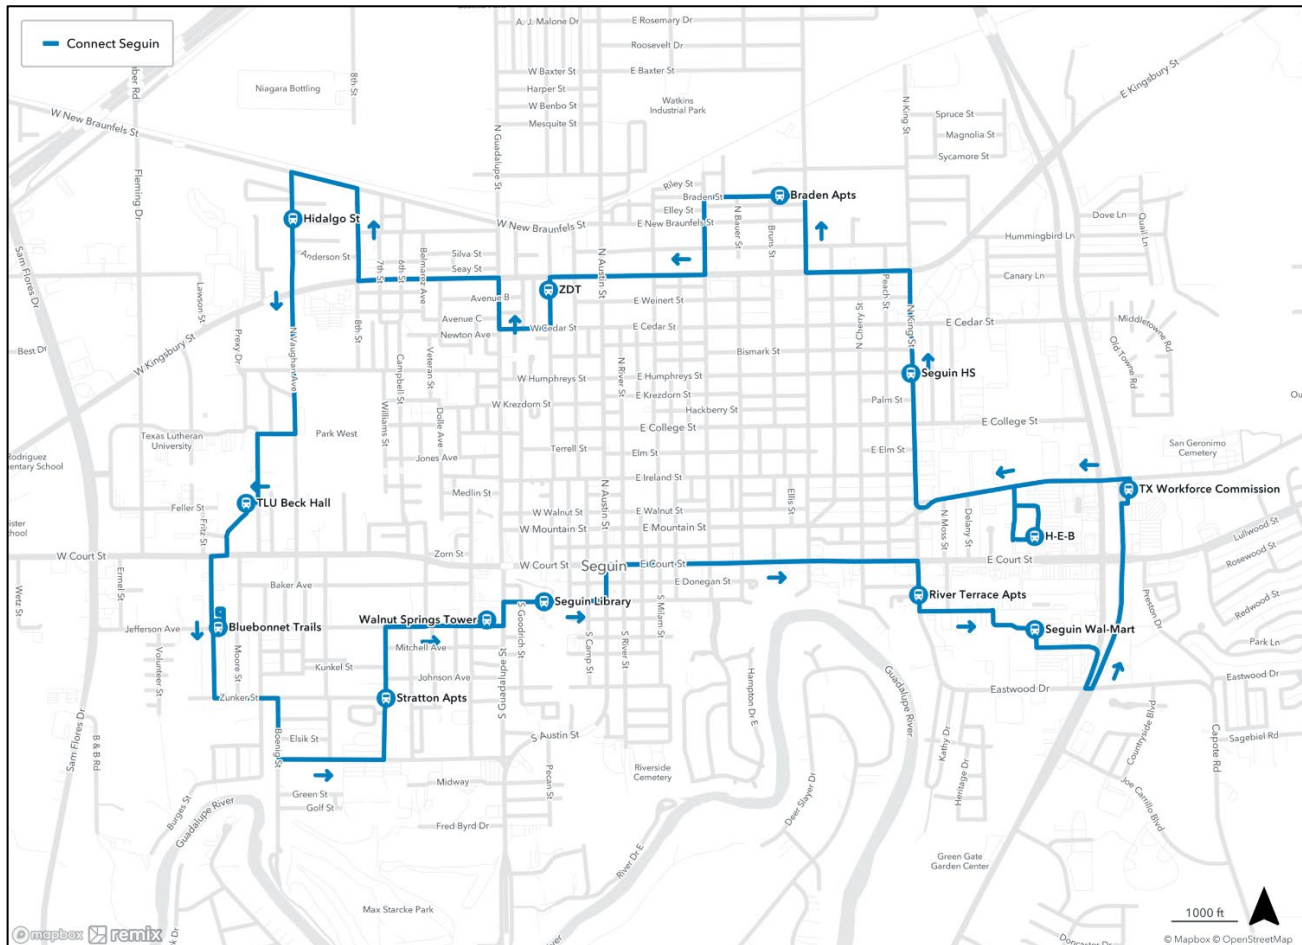 Connect Seguin
A. J. Malone Dr
E Rosemary Dr
Roosevelt Dr
W Baxter St
E Baxter St
Harper St
W Benbo St
Mesquite St
Watkins
Industrial Park
Niagara Bottling
8th St
W New Braunfels St
N Guadalupe St
N King St
Spruce St
Magnolia St
Sycamore St
E Kingsbury St
Fleming Dr
Riley St
Braden St
Braden Apts
Elley St
E New Braunfels St
N Bauer St
Bruns St
Hidalgo St
W New Braunfels St
Dove Ln
Quail Ln
Hummingbird Ln
Canary Ln
Sam Flores Dr
Anderson St
7th St
6th St
Belmarez Ave
Silva St
Seay St
N Austin St
Lawson St
Avenue B
ZDT
E Weinert St
Peach St
N King St
Avenue C
Newton Ave
W Cedar St
E Cedar St
N Cherry St
E Cedar St
Middletowne Rd
Old Towne Rd
Best Dr
W Kingsbury St
Prexy Dr
N Vaughan Ave
8th St
Campbell St
Veteran St
Bismark St
N River St
W Humphreys St
E Humphreys St
Seguin HS
E Krezdorn St
W Krezdorn St
Hackberry St
Palm St
E College St
E College St
Williams St
Dolle Ave
Park West
Texas Lutheran
University
Terrell St
Elm St
E Elm St
San Geronimo
Cemetery
Rodriguez
Jones Ave
E Ireland St
Medlin St
N Austin St
Ellis St
TX Workforce Commission
TLU Beck Hall
Feller St
Fritz St
W Walnut St
E Walnut St
W Mountain St
E Mountain St
N Moss St
Delany St
H-E-B
Lullwood St
Rosewood St
W Court St
Zorn St
W Court St
Seguin
E Court St
E Court St
Wetz St
Ermel St
Baker Ave
E Donegan St
Redwood St
Preston Dr
River Terrace Apts
Seguin Library
Walnut Springs Tower
S Goodrich St
S Milam St
Jefferson Ave
Bluebonnet Trails
Seguin Wal-Mart
Park Ln
Mitchell Ave
S Camp St
S River St
Volunteer St
Moore St
Kunkel St
Johnson Ave
S Guadalupe St
Hampton Dr E
Guadalupe River
Eastwood Dr
Eastwood Dr
Zunker St
Stratton Apts
Sam Flores Dr
B & B Rd
Boenig St
Elsik St
S Austin St
Kathy Dr
Countryside Blvd
Capote Rd
Sagebiel Rd
Riverside
Cemetery
Midway
Pecan St
Deer Slayer Dr
Heritage Dr
Joe Carrillo Blvd
Burges St
Guadalupe River
Green St
Golf St
Fred Byrd Dr
River Dr E
Green Gate
Garden Center
Max Starcke Park
1000 ft
mapbox
remix
© Mapbox © OpenStreetMap